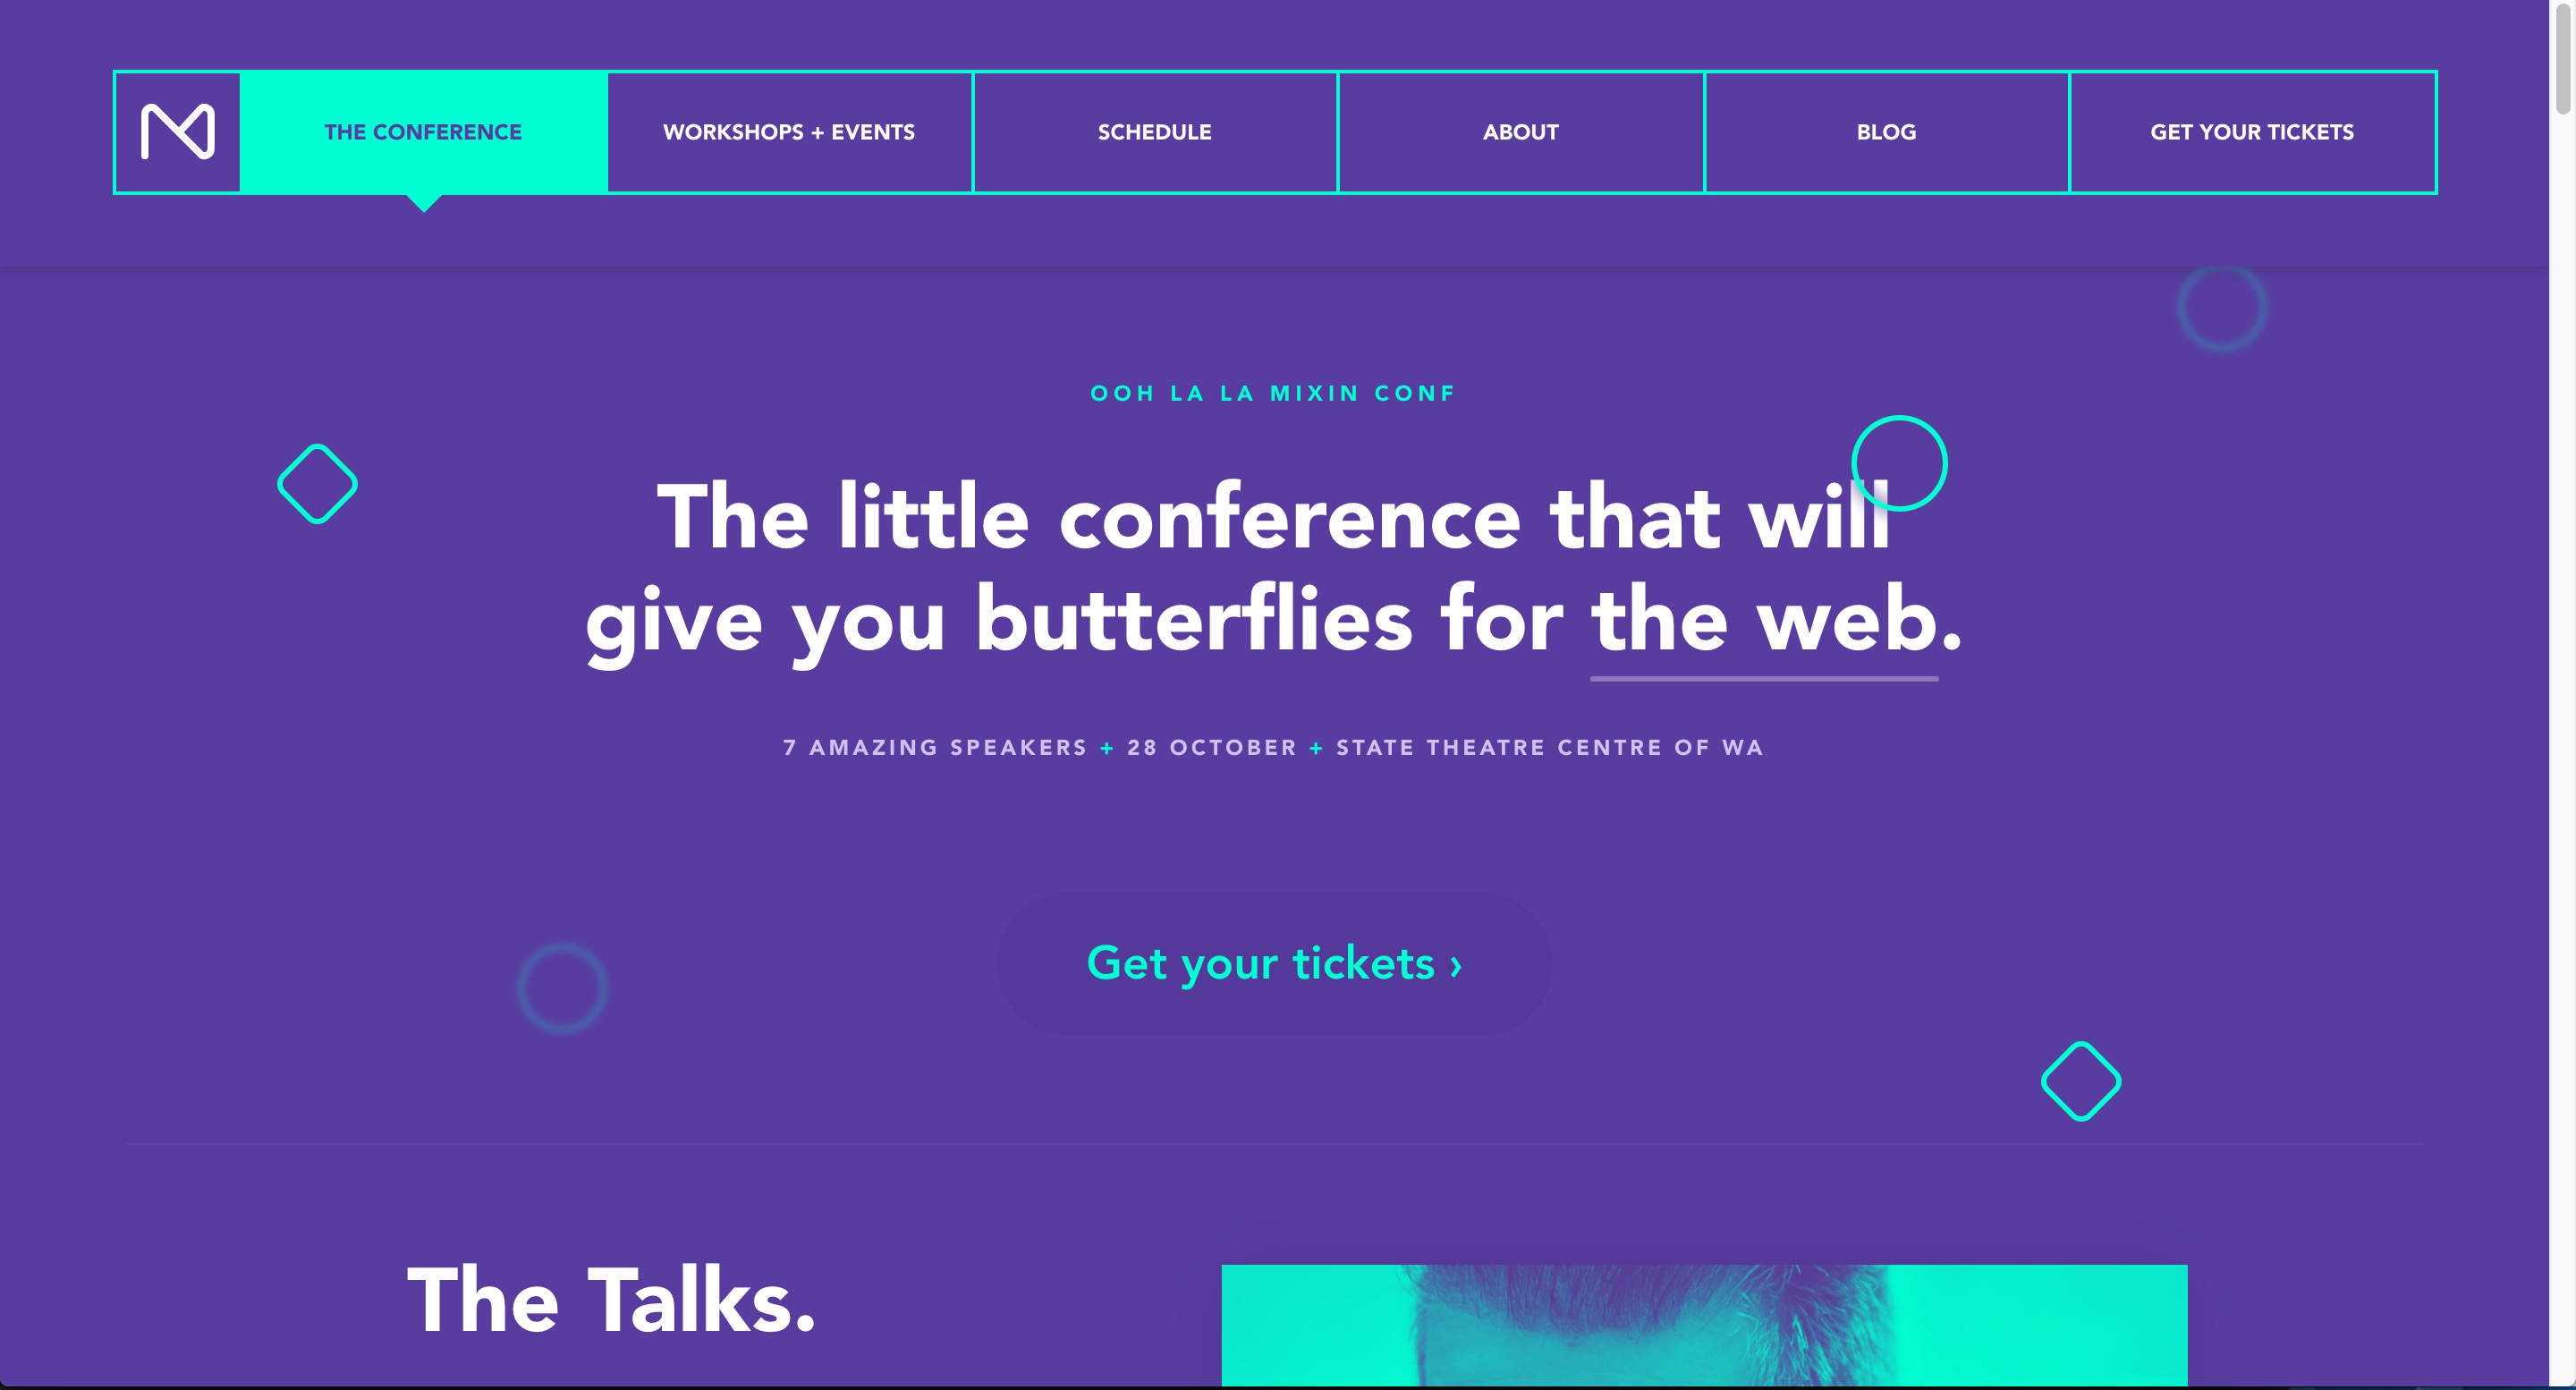 THE CONFERENCE
WORKSHOPS + EVENTS
SCHEDULE
ABOUT
BLOG
GET YOUR TICKETS
OOH LA LA MIXIN CONF
The little conference that will
give you butterflies for the web.
7 AMAZING SPEAKERS + 28 OCTOBER + STATE THEATRE CENTRE OF WA
Get your tickets ›
The Talks.